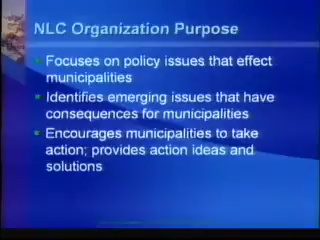 NLC Organization Purpose
Focuses on policy issues that effect
municipalities
Identifies emerging issues that have
consequences for municipalities
Encourages municipalities to take
action; provides action ideas and
solutions